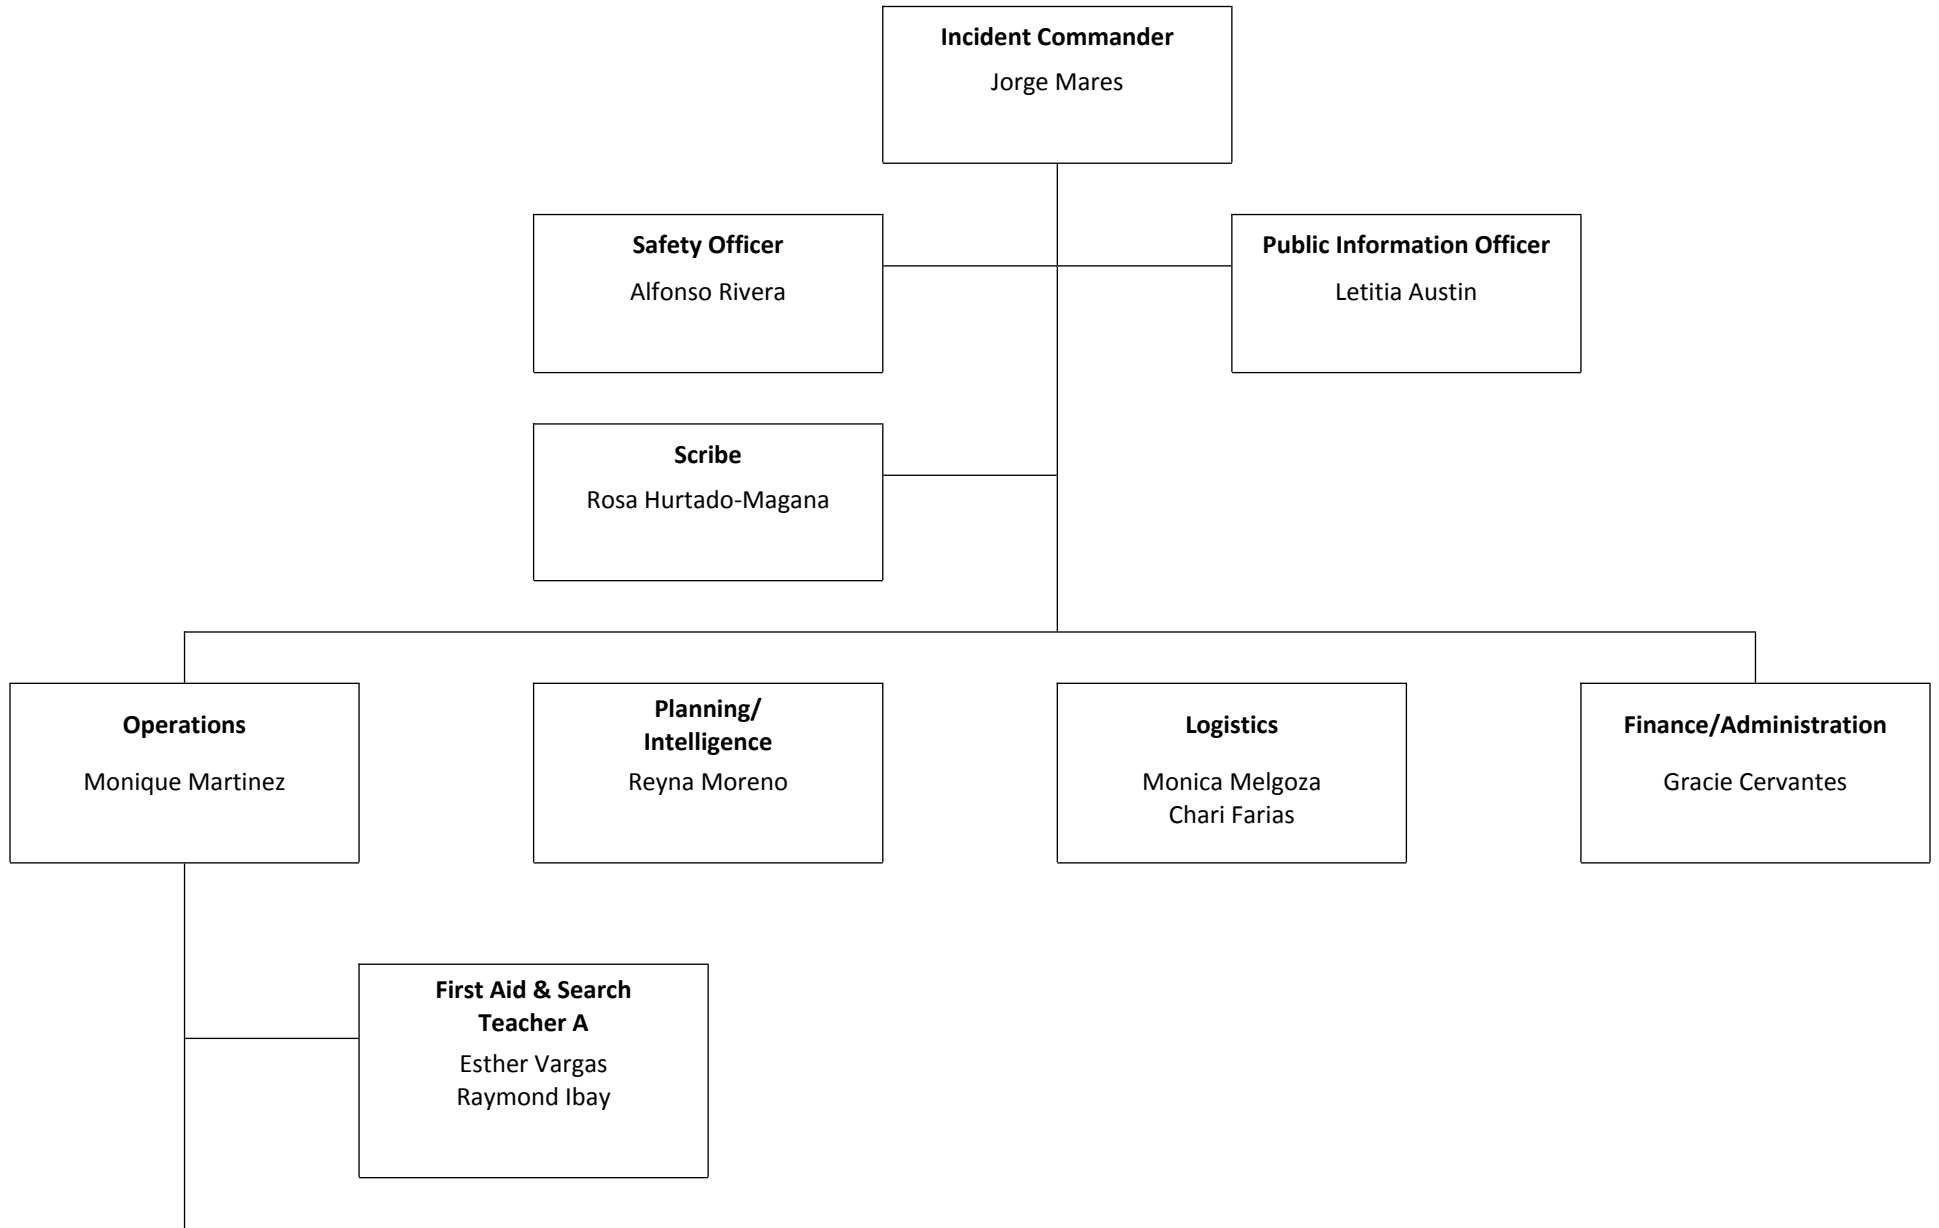 Incident Commander
Jorge Mares
Safety Officer
Alfonso Rivera
Public Information Officer
Letitia Austin
Scribe
Rosa Hurtado-Magana
Operations
Monique Martinez
Planning/
Intelligence
Reyna Moreno
Logistics
Monica Melgoza
Chari Farias
Finance/Administration
Gracie Cervantes
First Aid & Search
Teacher A
Esther Vargas
Raymond Ibay